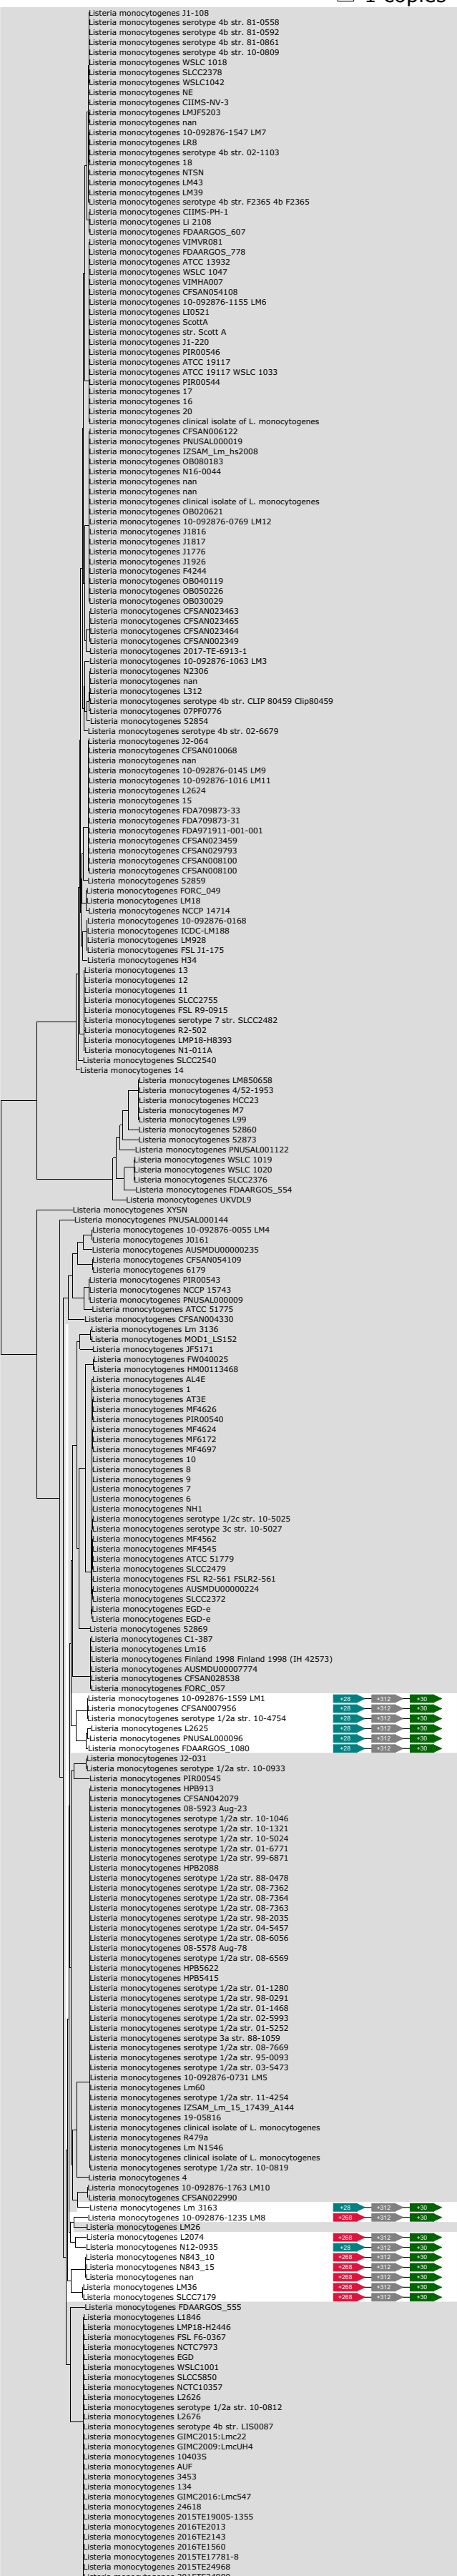 1 copies
Listeria monocytogenes J1-108
Listeria monocytogenes serotype 4b str. 81-0558
Listeria monocytogenes serotype 4b str. 81-0592
Listeria monocytogenes serotype 4b str. 81-0861
Listeria monocytogenes serotype 4b str. 10-0809
Listeria monocytogenes WSLC 1018
Listeria monocytogenes SLCC2378
Listeria monocytogenes WSLC1042
Listeria monocytogenes NE
Listeria monocytogenes CIIMS-NV-3
Listeria monocytogenes LMJF5203
Listeria monocytogenes nan
Listeria monocytogenes 10-092876-1547 LM7
Listeria monocytogenes LR8
Listeria monocytogenes serotype 4b str. 02-1103
Listeria monocytogenes 18
Listeria monocytogenes NTSN
Listeria monocytogenes LM43
Listeria monocytogenes LM39
Listeria monocytogenes serotype 4b str. F2365 4b F2365
Listeria monocytogenes CIIMS-PH-1
Listeria monocytogenes Li 2108
Listeria monocytogenes FDAARGOS_607
Listeria monocytogenes VIMVR081
Listeria monocytogenes FDAARGOS_778
Listeria monocytogenes ATCC 13932
Listeria monocytogenes WSLC 1047
Listeria monocytogenes VIMHA007
Listeria monocytogenes CFSAN054108
Listeria monocytogenes 10-092876-1155 LM6
Listeria monocytogenes LI0521
Listeria monocytogenes ScottA
Listeria monocytogenes str. Scott A
Listeria monocytogenes J1-220
Listeria monocytogenes PIR00546
Listeria monocytogenes ATCC 19117
Listeria monocytogenes ATCC 19117 WSLC 1033
Listeria monocytogenes PIR00544
Listeria monocytogenes 17
Listeria monocytogenes 16
Listeria monocytogenes 20
Listeria monocytogenes clinical isolate of L. monocytogenes
Listeria monocytogenes CFSAN006122
Listeria monocytogenes PNUSAL000019
Listeria monocytogenes IZSAM_Lm_hs2008
Listeria monocytogenes OB080183
Listeria monocytogenes N16-0044
Listeria monocytogenes nan
Listeria monocytogenes nan
Listeria monocytogenes clinical isolate of L. monocytogenes
Listeria monocytogenes OB020621
Listeria monocytogenes 10-092876-0769 LM12
Listeria monocytogenes J1816
Listeria monocytogenes J1817
Listeria monocytogenes J1776
Listeria monocytogenes J1926
Listeria monocytogenes F4244
Listeria monocytogenes OB040119
Listeria monocytogenes OB050226
Listeria monocytogenes OB030029
Listeria monocytogenes CFSAN023463
Listeria monocytogenes CFSAN023465
Listeria monocytogenes CFSAN023464
Listeria monocytogenes CFSAN002349
Listeria monocytogenes 2017-TE-6913-1
Listeria monocytogenes 10-092876-1063 LM3
Listeria monocytogenes N2306
Listeria monocytogenes nan
Listeria monocytogenes L312
Listeria monocytogenes serotype 4b str. CLIP 80459 Clip80459
Listeria monocytogenes 07PF0776
Listeria monocytogenes 52854
Listeria monocytogenes serotype 4b str. 02-6679
Listeria monocytogenes J2-064
Listeria monocytogenes CFSAN010068
Listeria monocytogenes nan
Listeria monocytogenes 10-092876-0145 LM9
Listeria monocytogenes 10-092876-1016 LM11
Listeria monocytogenes L2624
Listeria monocytogenes 15
Listeria monocytogenes FDA709873-33
Listeria monocytogenes FDA709873-31
Listeria monocytogenes FDA971911-001-001
Listeria monocytogenes CFSAN023459
Listeria monocytogenes CFSAN029793
Listeria monocytogenes CFSAN008100
Listeria monocytogenes CFSAN008100
Listeria monocytogenes 52859
Listeria monocytogenes FORC_049
Listeria monocytogenes LM18
Listeria monocytogenes NCCP 14714
Listeria monocytogenes 10-092876-0168
Listeria monocytogenes ICDC-LM188
Listeria monocytogenes LM928
Listeria monocytogenes FSL J1-175
Listeria monocytogenes H34
Listeria monocytogenes 13
Listeria monocytogenes 12
Listeria monocytogenes 11
Listeria monocytogenes SLCC2755
Listeria monocytogenes FSL R9-0915
Listeria monocytogenes serotype 7 str. SLCC2482
Listeria monocytogenes R2-502
Listeria monocytogenes LMP18-H8393
Listeria monocytogenes N1-011A
Listeria monocytogenes SLCC2540
Listeria monocytogenes 14
Listeria monocytogenes LM850658
Listeria monocytogenes 4/52-1953
Listeria monocytogenes HCC23
Listeria monocytogenes M7
Listeria monocytogenes L99
Listeria monocytogenes 52860
Listeria monocytogenes 52873
Listeria monocytogenes PNUSAL001122
Listeria monocytogenes WSLC 1019
Listeria monocytogenes WSLC 1020
Listeria monocytogenes SLCC2376
Listeria monocytogenes FDAARGOS_554
Listeria monocytogenes UKVDL9
Listeria monocytogenes XYSN
Listeria monocytogenes PNUSAL000144
Listeria monocytogenes 10-092876-0055 LM4
Listeria monocytogenes J0161
Listeria monocytogenes AUSMDU00000235
Listeria monocytogenes CFSAN054109
Listeria monocytogenes 6179
Listeria monocytogenes PIR00543
Listeria monocytogenes NCCP 15743
Listeria monocytogenes PNUSAL000009
Listeria monocytogenes ATCC 51775
Listeria monocytogenes CFSAN004330
Listeria monocytogenes Lm 3136
Listeria monocytogenes MOD1_LS152
Listeria monocytogenes JF5171
Listeria monocytogenes FW040025
Listeria monocytogenes HM00113468
Listeria monocytogenes AL4E
Listeria monocytogenes 1
Listeria monocytogenes AT3E
Listeria monocytogenes MF4626
Listeria monocytogenes PIR00540
Listeria monocytogenes MF4624
Listeria monocytogenes MF6172
Listeria monocytogenes MF4697
Listeria monocytogenes 10
Listeria monocytogenes 8
Listeria monocytogenes 9
Listeria monocytogenes 7
Listeria monocytogenes 6
Listeria monocytogenes NH1
Listeria monocytogenes serotype 1/2c str. 10-5025
Listeria monocytogenes serotype 3c str. 10-5027
Listeria monocytogenes MF4562
Listeria monocytogenes MF4545
Listeria monocytogenes ATCC 51779
Listeria monocytogenes SLCC2479
Listeria monocytogenes FSL R2-561 FSLR2-561
Listeria monocytogenes AUSMDU00000224
Listeria monocytogenes SLCC2372
Listeria monocytogenes EGD-e
Listeria monocytogenes EGD-e
Listeria monocytogenes 52869
Listeria monocytogenes C1-387
Listeria monocytogenes Lm16
Listeria monocytogenes Finland 1998 Finland 1998 (IH 42573)
Listeria monocytogenes AUSMDU00007774
Listeria monocytogenes CFSAN028538
Listeria monocytogenes FORC_057
Listeria monocytogenes 10-092876-1559 LM1 +28 +312 +30
Listeria monocytogenes CFSAN007956 +28 +312 +30
Listeria monocytogenes serotype 1/2a str. 10-4754 +28 +312 +30
Listeria monocytogenes L2625 +28 +312 +30
Listeria monocytogenes PNUSAL000096 +28 +312 +30
Listeria monocytogenes FDAARGOS_1080 +28 +312 +30
Listeria monocytogenes J2-031
Listeria monocytogenes serotype 1/2a str. 10-0933
Listeria monocytogenes PIR00545
Listeria monocytogenes HPB913
Listeria monocytogenes CFSAN042079
Listeria monocytogenes 08-5923 Aug-23
Listeria monocytogenes serotype 1/2a str. 10-1046
Listeria monocytogenes serotype 1/2a str. 10-1321
Listeria monocytogenes serotype 1/2a str. 10-5024
Listeria monocytogenes serotype 1/2a str. 01-6771
Listeria monocytogenes serotype 1/2a str. 99-6871
Listeria monocytogenes HPB2088
Listeria monocytogenes serotype 1/2a str. 88-0478
Listeria monocytogenes serotype 1/2a str. 08-7362
Listeria monocytogenes serotype 1/2a str. 08-7364
Listeria monocytogenes serotype 1/2a str. 08-7363
Listeria monocytogenes serotype 1/2a str. 98-2035
Listeria monocytogenes serotype 1/2a str. 04-5457
Listeria monocytogenes serotype 1/2a str. 08-6056
Listeria monocytogenes 08-5578 Aug-78
Listeria monocytogenes serotype 1/2a str. 08-6569
Listeria monocytogenes HPB5622
Listeria monocytogenes HPB5415
Listeria monocytogenes serotype 1/2a str. 01-1280
Listeria monocytogenes serotype 1/2a str. 98-0291
Listeria monocytogenes serotype 1/2a str. 01-1468
Listeria monocytogenes serotype 1/2a str. 02-5993
Listeria monocytogenes serotype 1/2a str. 01-5252
Listeria monocytogenes serotype 3a str. 88-1059
Listeria monocytogenes serotype 1/2a str. 08-7669
Listeria monocytogenes serotype 1/2a str. 95-0093
Listeria monocytogenes serotype 1/2a str. 03-5473
Listeria monocytogenes 10-092876-0731 LM5
Listeria monocytogenes Lm60
Listeria monocytogenes serotype 1/2a str. 11-4254
Listeria monocytogenes IZSAM_Lm_15_17439_A144
Listeria monocytogenes 19-05816
Listeria monocytogenes clinical isolate of L. monocytogenes
Listeria monocytogenes R479a
Listeria monocytogenes Lm N1546
Listeria monocytogenes clinical isolate of L. monocytogenes
Listeria monocytogenes serotype 1/2a str. 10-0819
Listeria monocytogenes 4
Listeria monocytogenes 10-092876-1763 LM10
Listeria monocytogenes CFSAN022990
Listeria monocytogenes Lm 3163 +28 +312 +30
Listeria monocytogenes 10-092876-1235 LM8 +268 +312 +30
Listeria monocytogenes LM26
Listeria monocytogenes L2074 +268 +312 +30
Listeria monocytogenes N12-0935 +28 +312 +30
Listeria monocytogenes N843_10 +268 +312 +30
Listeria monocytogenes N843_15 +268 +312 +30
Listeria monocytogenes nan +268 +312 +30
Listeria monocytogenes LM36 +268 +312 +30
Listeria monocytogenes SLCC7179 +268 +312 +30
Listeria monocytogenes FDAARGOS_555
Listeria monocytogenes L1846
Listeria monocytogenes LMP18-H2446
Listeria monocytogenes FSL F6-0367
Listeria monocytogenes NCTC7973
Listeria monocytogenes EGD
Listeria monocytogenes WSLC1001
Listeria monocytogenes SLCC5850
Listeria monocytogenes NCTC10357
Listeria monocytogenes L2626
Listeria monocytogenes serotype 1/2a str. 10-0812
Listeria monocytogenes L2676
Listeria monocytogenes serotype 4b str. LIS0087
Listeria monocytogenes GIMC2015:Lmc22
Listeria monocytogenes GIMC2009:LmcUH4
Listeria monocytogenes 10403S
Listeria monocytogenes AUF
Listeria monocytogenes 3453
Listeria monocytogenes 134
Listeria monocytogenes GIMC2016:Lmc547
Listeria monocytogenes 24618
Listeria monocytogenes 2015TE19005-1355
Listeria monocytogenes 2016TE2013
Listeria monocytogenes 2016TE2143
Listeria monocytogenes 2016TE1560
Listeria monocytogenes 2015TE17781-8
Listeria monocytogenes 2015TE24968